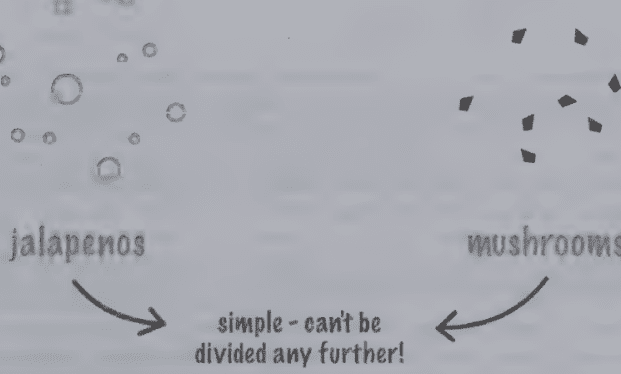 jalapenos
mushrooms
simple - can't be
divided any further!